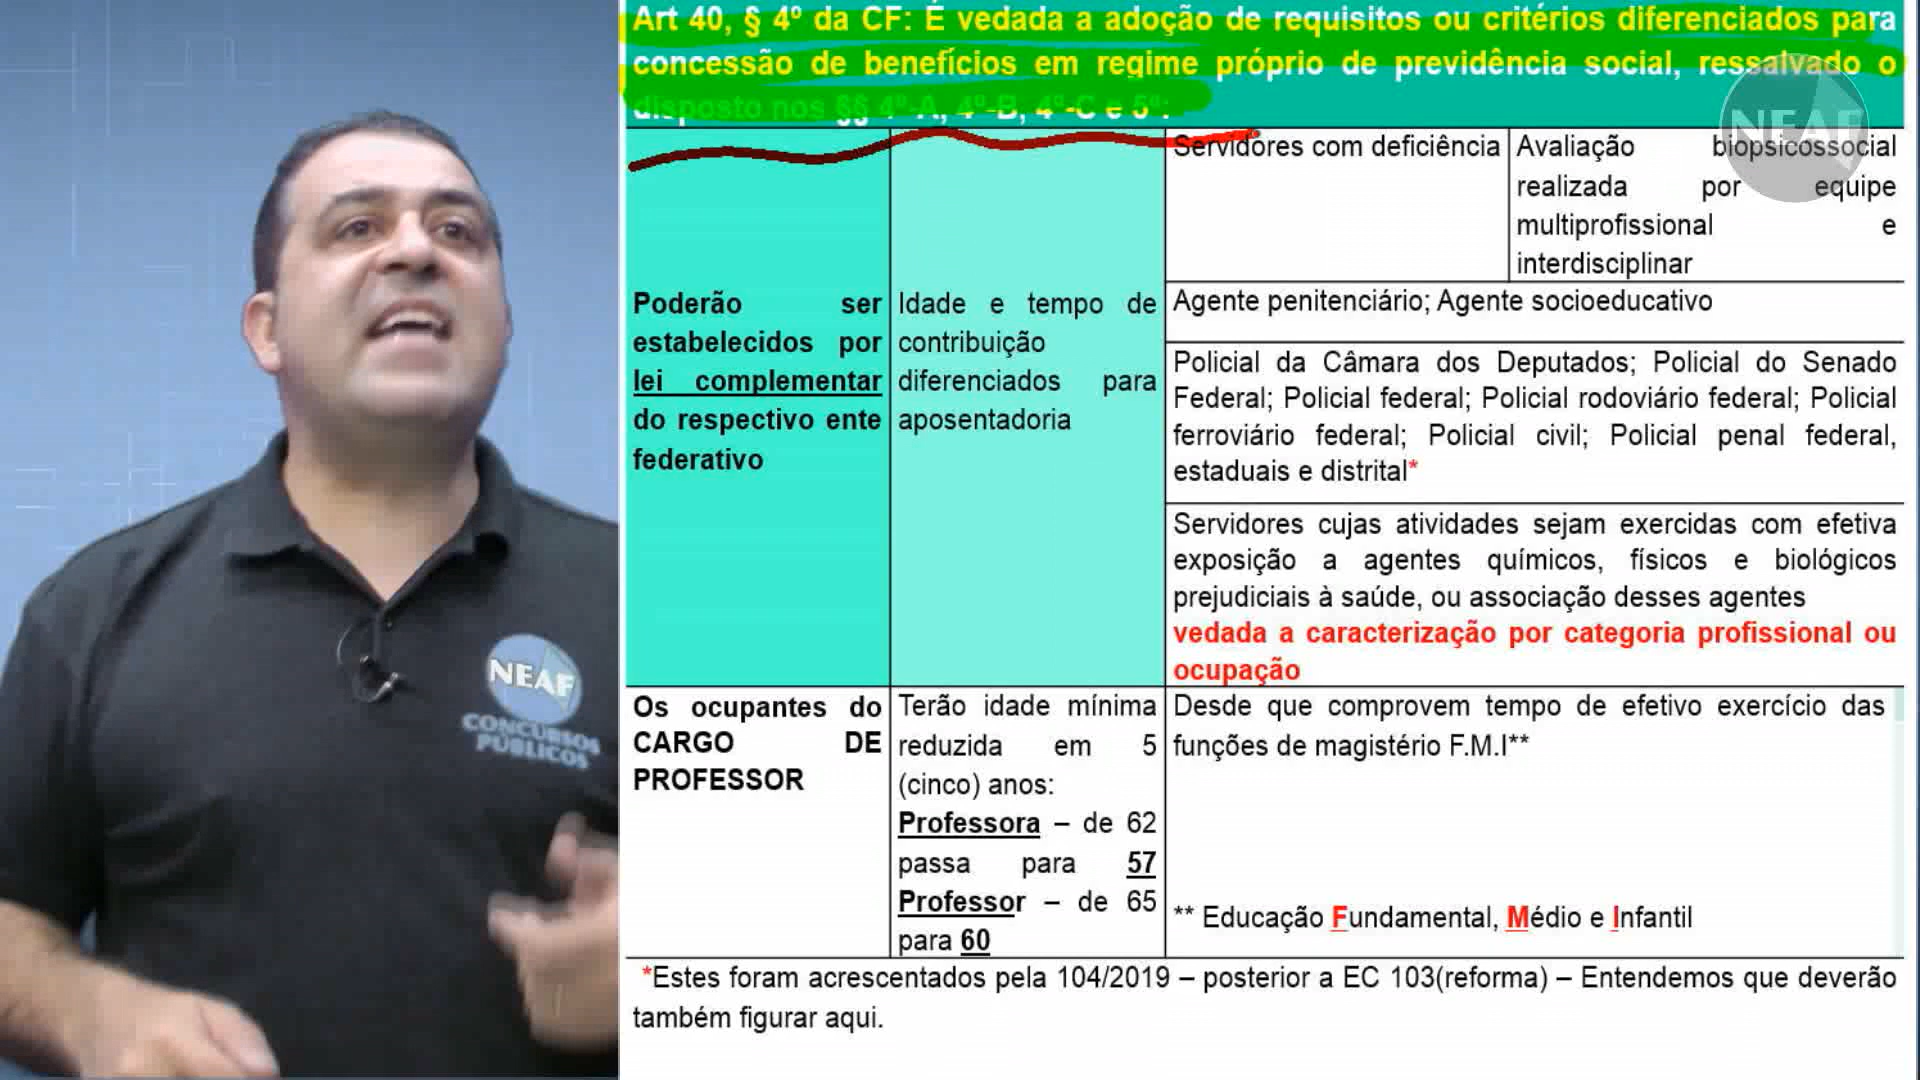 Art 40, § 4º da CF: É vedada a adoção de requisitos ou critérios diferenciados para
concessão de benefícios em regime próprio de previdência social, ressalvado o
disposto nos §§ 4º-A, 4º-B, 4º-C e 5º:
NEAF
Servidores com deficiência
Avaliação biopsicossocial
realizada por equipe
multiprofissional e
interdisciplinar
Poderão ser
estabelecidos por
lei complementar
do respectivo ente
federativo
Idade e tempo de
contribuição
diferenciados para
aposentadoria
Agente penitenciário; Agente socioeducativo
Policial da Câmara dos Deputados; Policial do Senado
Federal; Policial federal; Policial rodoviário federal; Policial
ferroviário federal; Policial civil; Policial penal federal,
estaduais e distrital*
Servidores cujas atividades sejam exercidas com efetiva
exposição a agentes químicos, físicos e biológicos
prejudiciais à saúde, ou associação desses agentes
vedada a caracterização por categoria profissional ou
ocupação
Os ocupantes do
CARGO DE
PROFESSOR
Terão idade mínima
reduzida em 5
(cinco) anos:
Professora – de 62
passa para 57
Professor – de 65
para 60
Desde que comprovem tempo de efetivo exercício das
funções de magistério F.M.I**
** Educação Fundamental, Médio e Infantil
*Estes foram acrescentados pela 104/2019 – posterior a EC 103(reforma) – Entendemos que deverão
também figurar aqui.
NEAF
CONCURSOS
PÚBLICOS